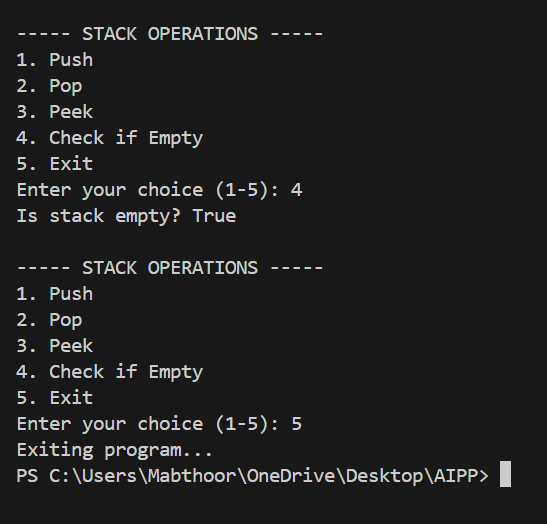 ----- STACK OPERATIONS -----
1. Push
2. Pop
3. Peek
4. Check if Empty
5. Exit
Enter your choice (1-5): 4
Is stack empty? True
----- STACK OPERATIONS -----
1. Push
2. Pop
3. Peek
4. Check if Empty
5. Exit
Enter your choice (1-5): 5
Exiting program...
PS C:\Users\Mabthoor\OneDrive\Desktop\AIPP>